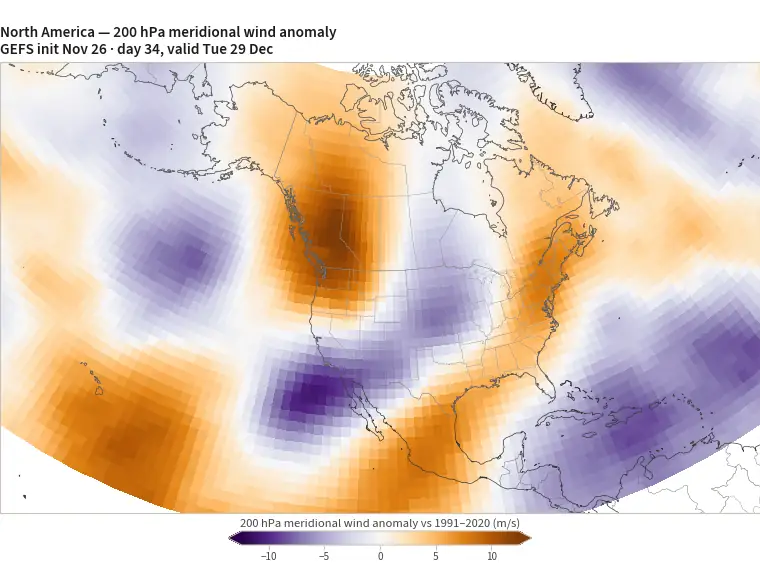 North America — 200 hPa meridional wind anomaly
GEFS init Nov 26 · day 34, valid Tue 29 Dec
200 hPa meridional wind anomaly vs 1991–2020 (m/s)
−10 −5 0 5 10